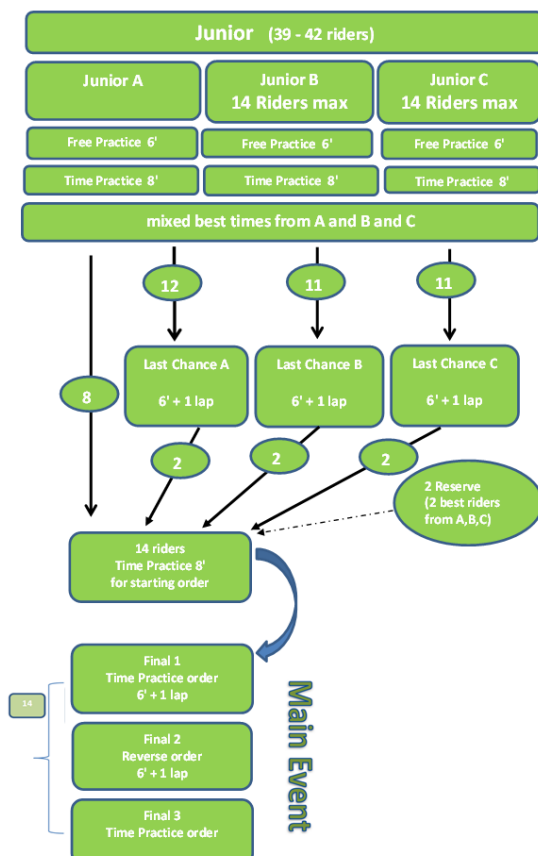 Junior (39 - 42 riders)
Junior A
Junior B
14 Riders max
Junior C
14 Riders max
Free Practice 6'
Free Practice 6'
Free Practice 6'
Time Practice 8'
Time Practice 8'
Time Practice 8'
mixed best times from A and B and C
12
11
11
Last Chance A
6' + 1 lap
Last Chance B
6' + 1 lap
Last Chance C
6' + 1 lap
8
2
2
2
2 Reserve
(2 best riders
from A,B,C)
14 riders
Time Practice 8'
for starting order
Final 1
Time Practice order
6' + 1 lap
14
Final 2
Reverse order
6' + 1 lap
Final 3
Time Practice order
Main Event